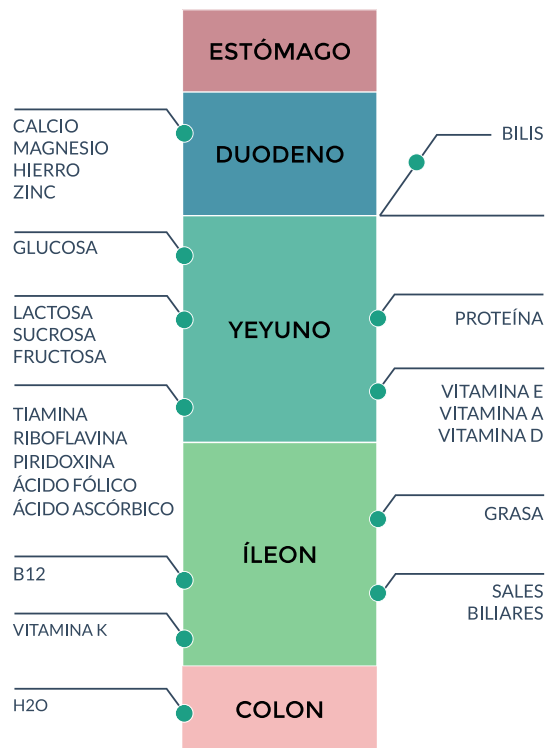 ESTÓMAGO
CALCIO
MAGNESIO
HIERRO
ZINC
DUODENO
BILIS
GLUCOSA
LACTOSA
SUCROSA
FRUCTOSA
YEYUNO
PROTEÍNA
TIAMINA
RIBOFLAVINA
PIRIDOXINA
ÁCIDO FÓLICO
ÁCIDO ASCÓRBICO
VITAMINA E
VITAMINA A
VITAMINA D
GRASA
ÍLEON
B12
SALES
BILIARES
VITAMINA K
H2O
COLON